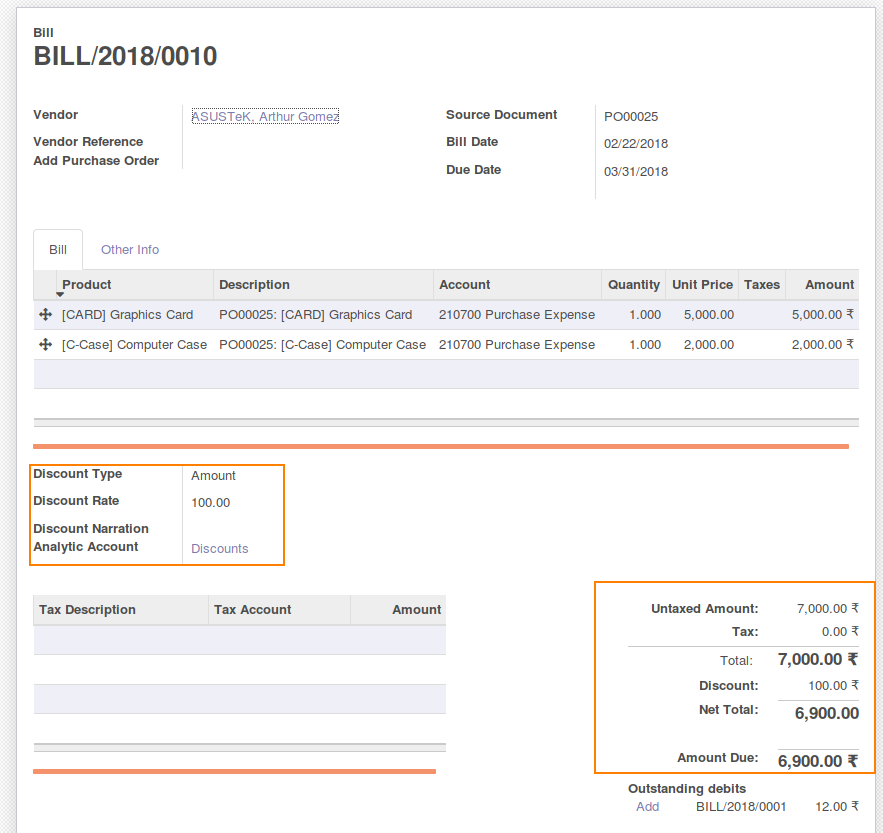 Bill
BILL/2018/0010
Vendor ASUSTeK, Arthur Gomez Source Document PO00025
Vendor Reference Bill Date 02/22/2018
Add Purchase Order
Due Date 03/31/2018
Bill Other Info
Product Description Account Quantity Unit Price Taxes Amount
[CARD] Graphics Card PO00025: [CARD] Graphics Card 210700 Purchase Expense 1.000 5,000.00 5,000.00 ₹
[C-Case] Computer Case PO00025: [C-Case] Computer Case 210700 Purchase Expense 1.000 2,000.00 2,000.00 ₹
Discount Type Amount
Discount Rate 100.00
Discount Narration
Analytic Account Discounts
Tax Description Tax Account Amount
Untaxed Amount: 7,000.00 ₹
Tax: 0.00 ₹
Total: 7,000.00 ₹
Discount: 100.00 ₹
Net Total: 6,900.00
Amount Due: 6,900.00 ₹
Outstanding debits
Add BILL/2018/0001 12.00 ₹